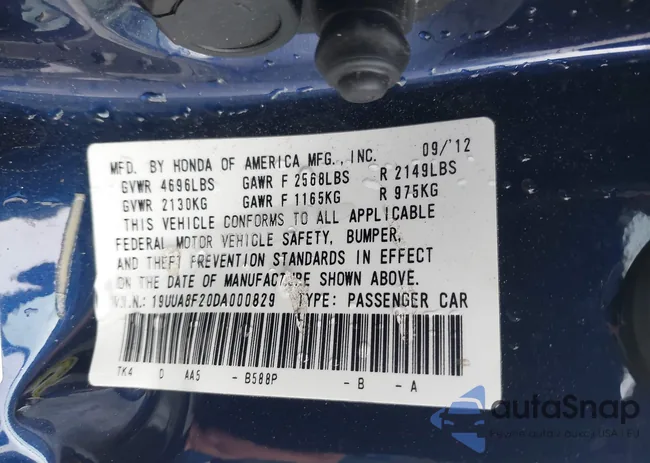 MFD. BY HONDA OF AMERICA MFG., INC. 09/'12
GVWR 4696LBS GAWR F 2568LBS R 2149LBS
GVWR 2130KG GAWR F 1165KG R 975KG
THIS VEHICLE CONFORMS TO ALL APPLICABLE
FEDERAL MOTOR VEHICLE SAFETY, BUMPER,
AND THEFT PREVENTION STANDARDS IN EFFECT
ON THE DATE OF MANUFACTURE SHOWN ABOVE.
V.I.N.: 19UUA8F20DA000829 TYPE: PASSENGER CAR
TK4 D AA5 - B588P - B - A
autoSnap